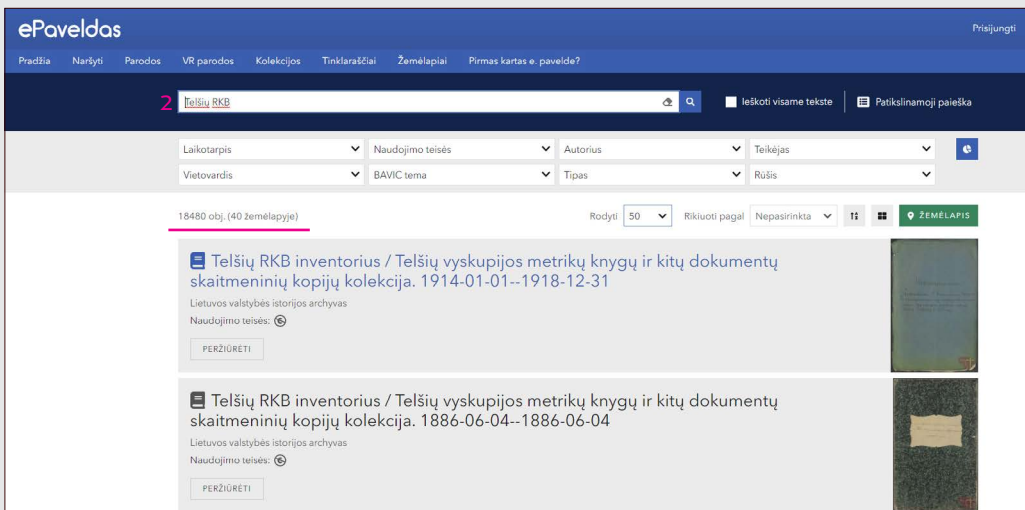 ePaveldas
Prisijungti
Pradžia Naršyti Parodos VR parodos Kolekcijos Tinklaraščiai Žemėlapiai Pirmas kartas e. pavelde?
2 Telšių RKB Ieškoti visame tekste Patikslinamoji paieška
Laikotarpis Naudojimo teisės Autorius Teikėjas
Vietovardis BAVIC tema Tipas Rūšis
18480 obj. (40 žemėlapyje) Rodyti 50 Rikiuoti pagal Nepasirinkta ŽEMĖLAPIS
Telšių RKB inventorius / Telšių vyskupijos metrikų knygų ir kitų dokumentų
skaitmeninių kopijų kolekcija. 1914-01-01--1918-12-31
Lietuvos valstybės istorijos archyvas
Naudojimo teisės:
PERŽIŪRĖTI
Telšių RKB inventorius / Telšių vyskupijos metrikų knygų ir kitų dokumentų
skaitmeninių kopijų kolekcija. 1886-06-04--1886-06-04
Lietuvos valstybės istorijos archyvas
Naudojimo teisės:
PERŽIŪRĖTI